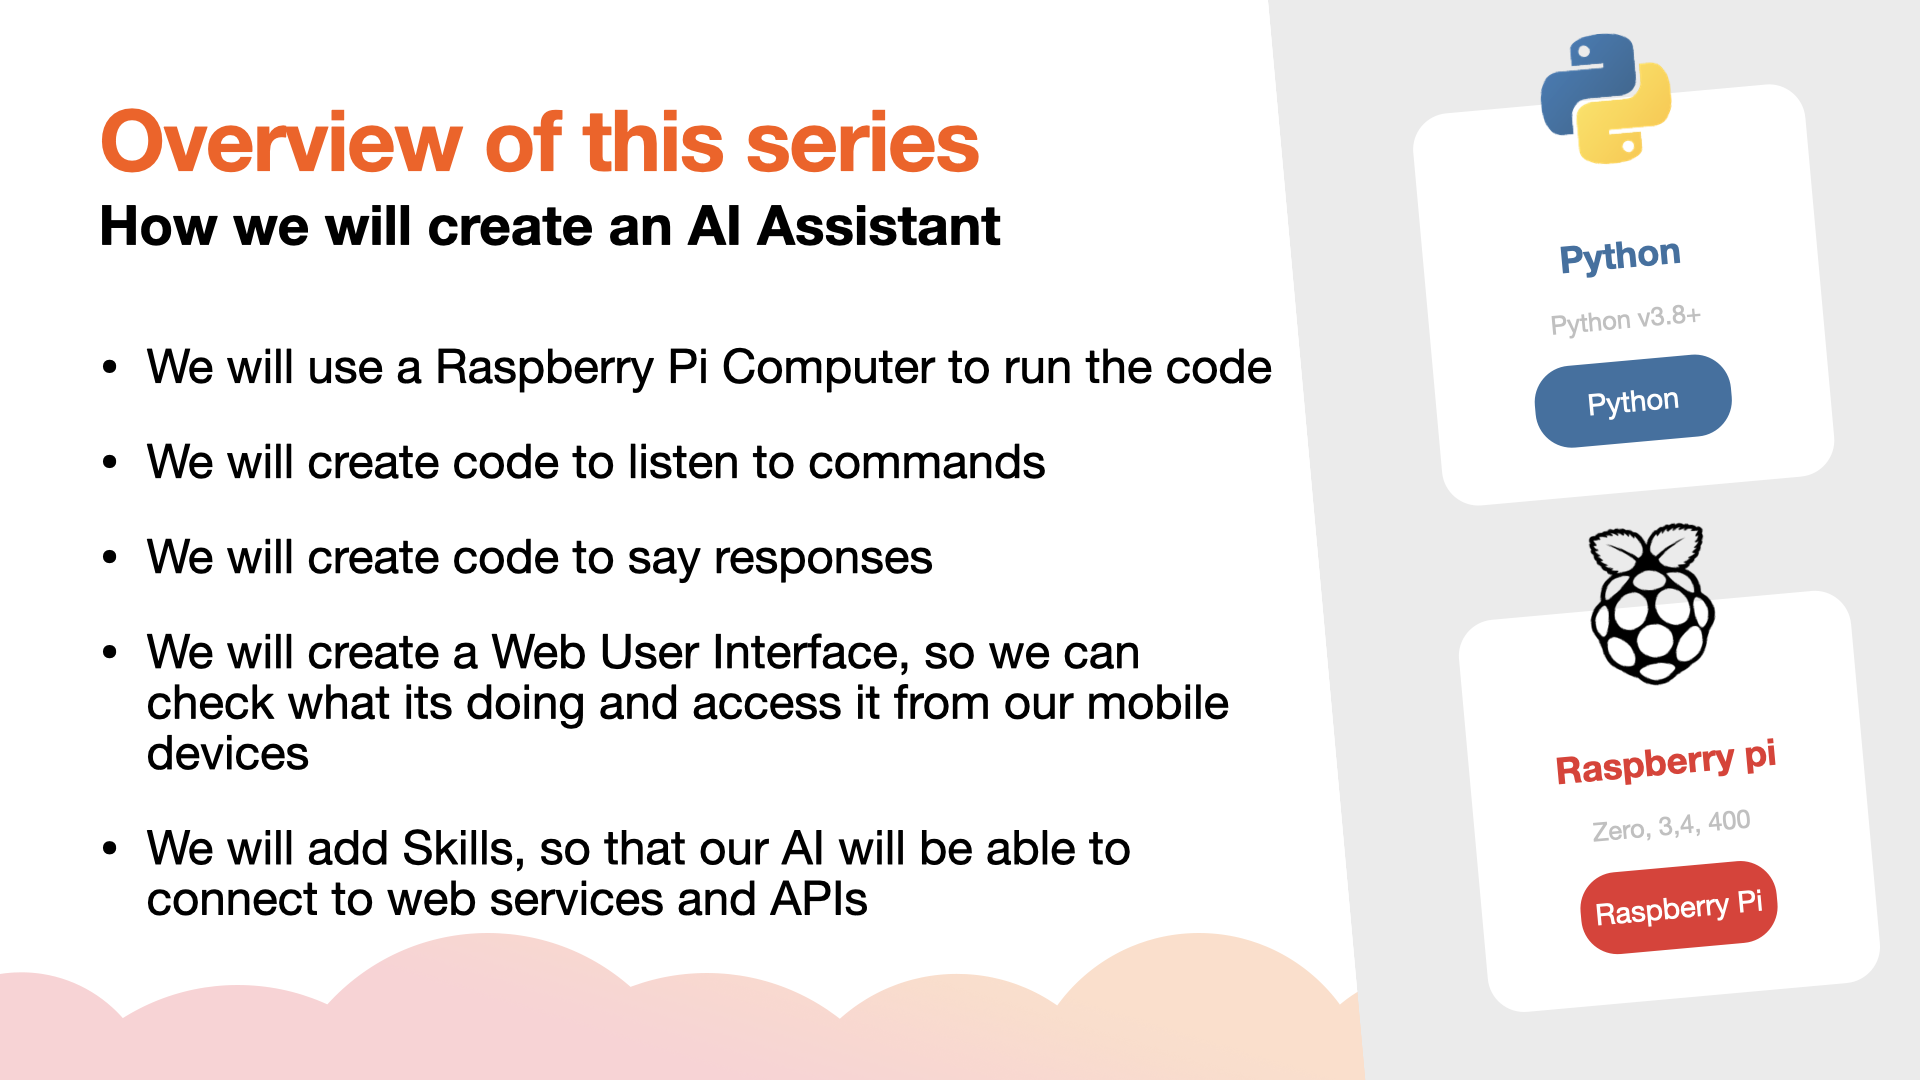 Overview of this series
How we will create an AI Assistant
• We will use a Raspberry Pi Computer to run the code
• We will create code to listen to commands
• We will create code to say responses
• We will create a Web User Interface, so we can
check what its doing and access it from our mobile
devices
• We will add Skills, so that our AI will be able to
connect to web services and APIs
Python
Python v3.8+
Python
Raspberry pi
Zero, 3,4, 400
Raspberry Pi